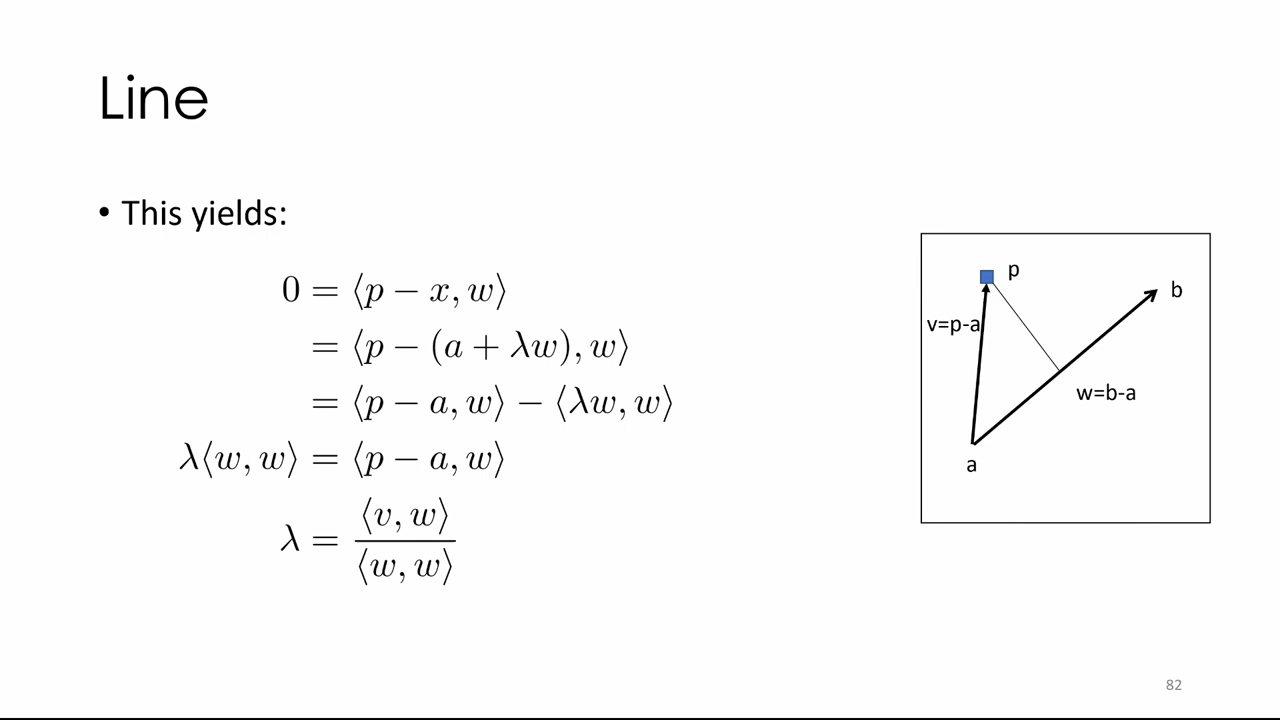 Line
• This yields:
0 = ⟨p − x, w⟩
= ⟨p − (a + λw), w⟩
= ⟨p − a, w⟩ − ⟨λw, w⟩
λ⟨w, w⟩ = ⟨p − a, w⟩
λ = ⟨v, w⟩ / ⟨w, w⟩
p
b
v=p-a
w=b-a
a
82